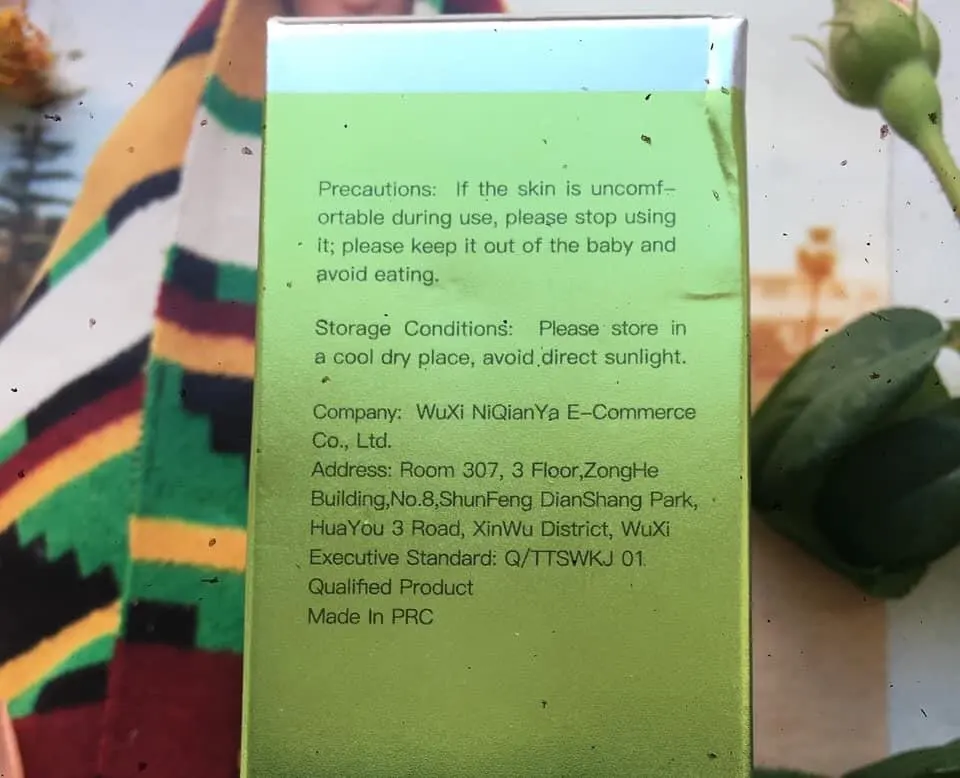 Precautions: If the skin is uncomf-
ortable during use, please stop using
it; please keep it out of the baby and
avoid eating.
Storage Conditions: Please store in
a cool dry place, avoid direct sunlight.
Company: WuXi NiQianYa E-Commerce
Co., Ltd.
Address: Room 307, 3 Floor,ZongHe
Building,No.8,ShunFeng DianShang Park,
HuaYou 3 Road, XinWu District, WuXi
Executive Standard: Q/TTSWKJ 01
Qualified Product
Made In PRC